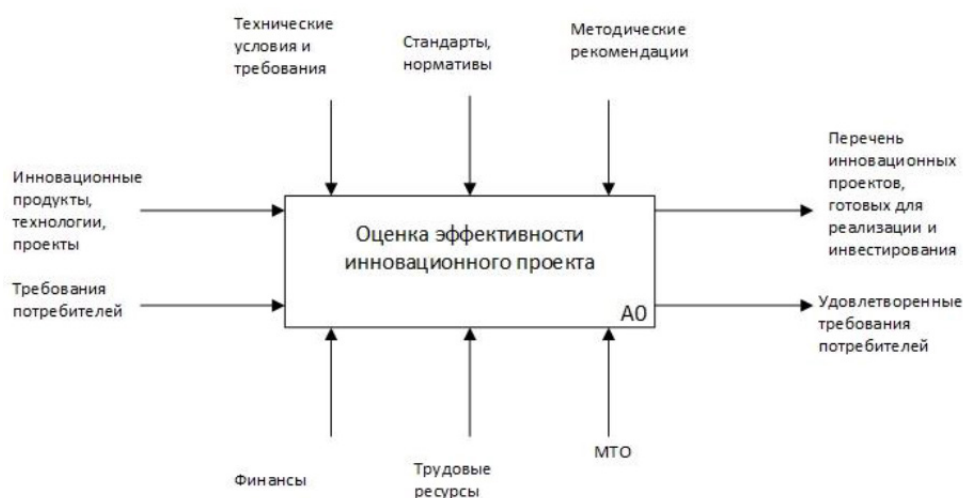 Технические
условия и
требования
Стандарты,
нормативы
Методические
рекомендации
Инновационные
продукты,
технологии,
проекты
Требования
потребителей
Оценка эффективности
инновационного проекта
A0
Перечень
инновационных
проектов,
готовых для
реализации и
инвестирования
Удовлетворенные
требования
потребителей
Финансы
Трудовые
ресурсы
МТО